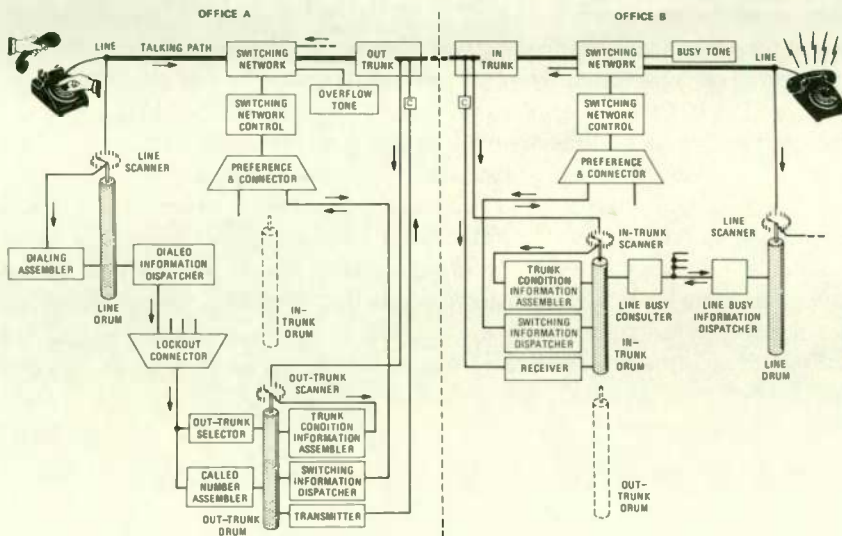 OFFICE A
LINE
TALKING PATH
SWITCHING
NETWORK
OUT
TRUNK
OVERFLOW
TONE
C
SWITCHING
NETWORK
CONTROL
LINE
SCANNER
PREFERENCE
& CONNECTOR
DIALING
ASSEMBLER
DIALED
INFORMATION
DISPATCHER
LINE DRUM
IN-
TRUNK
DRUM
LOCKOUT
CONNECTOR
OUT-TRUNK
SCANNER
OUT-TRUNK
SELECTOR
TRUNK
CONDITION
INFORMATION
ASSEMBLER
CALLED
NUMBER
ASSEMBLER
SWITCHING
INFORMATION
DISPATCHER
TRANSMITTER
OUT-TRUNK
DRUM
OFFICE B
IN
TRUNK
SWITCHING
NETWORK
BUSY TONE
LINE
C
SWITCHING
NETWORK
CONTROL
PREFERENCE
& CONNECTOR
IN-TRUNK
SCANNER
LINE
SCANNER
TRUNK
CONDITION
INFORMATION
ASSEMBLER
LINE BUSY
CONSULTER
LINE BUSY
INFORMATION
DISPATCHER
SWITCHING
INFORMATION
DISPATCHER
RECEIVER
IN-
TRUNK
DRUM
LINE DRUM
OUT-
TRUNK
DRUM